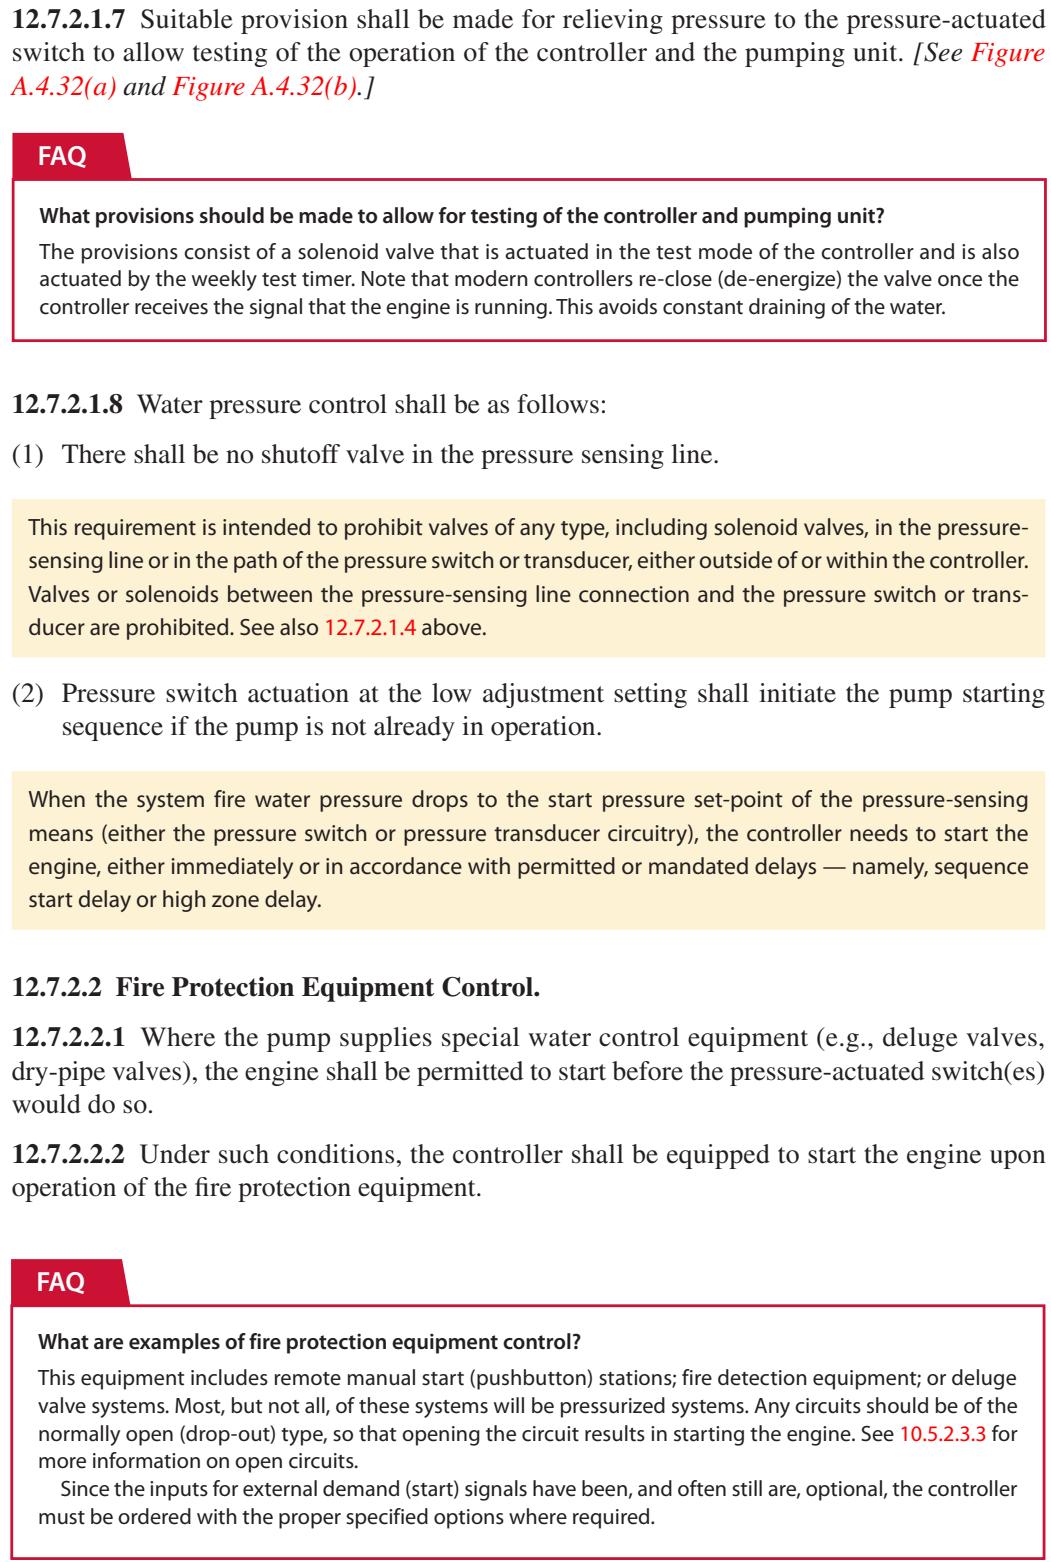 12.7.2.1.7 Suitable provision shall be made for relieving pressure to the pressure-actuated
switch to allow testing of the operation of the controller and the pumping unit. [See Figure
A.4.32(a) and Figure A.4.32(b).]
FAQ
What provisions should be made to allow for testing of the controller and pumping unit?
The provisions consist of a solenoid valve that is actuated in the test mode of the controller and is also
actuated by the weekly test timer. Note that modern controllers re-close (de-energize) the valve once the
controller receives the signal that the engine is running. This avoids constant draining of the water.
12.7.2.1.8 Water pressure control shall be as follows:
(1) There shall be no shutoff valve in the pressure sensing line.
This requirement is intended to prohibit valves of any type, including solenoid valves, in the pressure-
sensing line or in the path of the pressure switch or transducer, either outside of or within the controller.
Valves or solenoids between the pressure-sensing line connection and the pressure switch or trans-
ducer are prohibited. See also 12.7.2.1.4 above.
(2) Pressure switch actuation at the low adjustment setting shall initiate the pump starting
sequence if the pump is not already in operation.
When the system fire water pressure drops to the start pressure set-point of the pressure-sensing
means (either the pressure switch or pressure transducer circuitry), the controller needs to start the
engine, either immediately or in accordance with permitted or mandated delays — namely, sequence
start delay or high zone delay.
12.7.2.2 Fire Protection Equipment Control.
12.7.2.2.1 Where the pump supplies special water control equipment (e.g., deluge valves,
dry-pipe valves), the engine shall be permitted to start before the pressure-actuated switch(es)
would do so.
12.7.2.2.2 Under such conditions, the controller shall be equipped to start the engine upon
operation of the fire protection equipment.
FAQ
What are examples of fire protection equipment control?
This equipment includes remote manual start (pushbutton) stations; fire detection equipment; or deluge
valve systems. Most, but not all, of these systems will be pressurized systems. Any circuits should be of the
normally open (drop-out) type, so that opening the circuit results in starting the engine. See 10.5.2.3.3 for
more information on open circuits.
Since the inputs for external demand (start) signals have been, and often still are, optional, the controller
must be ordered with the proper specified options where required.